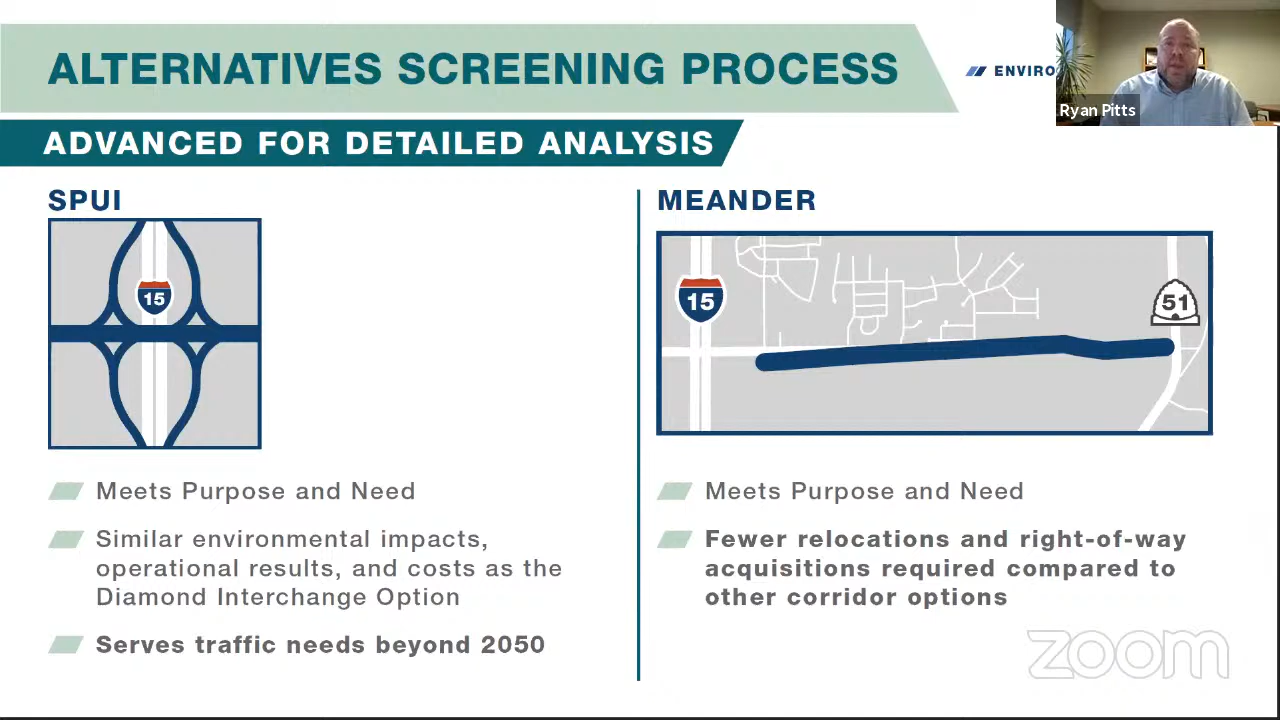 ALTERNATIVES SCREENING PROCESS
ENVIRO
Ryan Pitts
ADVANCED FOR DETAILED ANALYSIS
SPUI
15
Meets Purpose and Need
Similar environmental impacts,
operational results, and costs as the
Diamond Interchange Option
Serves traffic needs beyond 2050
MEANDER
15
51
Meets Purpose and Need
Fewer relocations and right-of-way
acquisitions required compared to
other corridor options
zoom